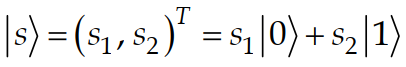 |s⟩ = (s₁, s₂)ᵀ = s₁|0⟩ + s₂|1⟩